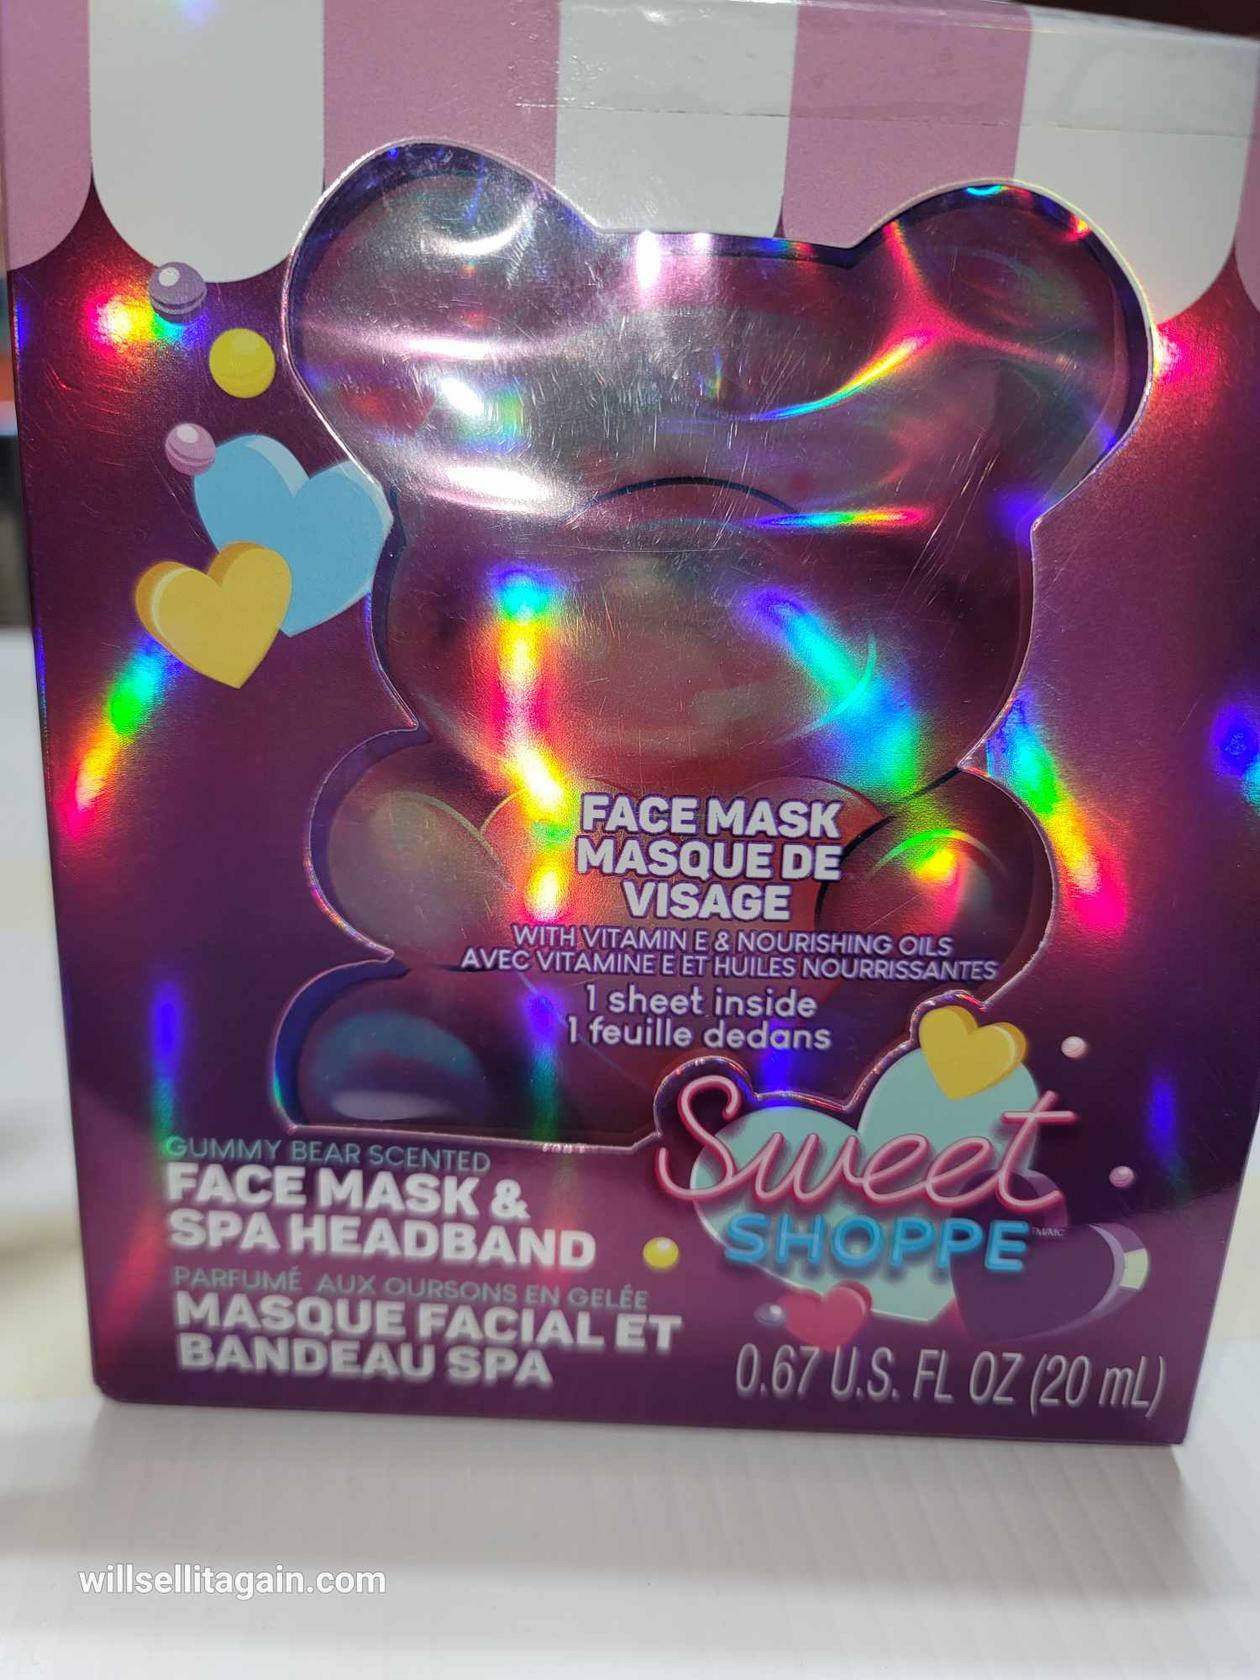 FACE MASK
MASQUE DE
VISAGE
WITH VITAMIN E & NOURISHING OILS
AVEC VITAMINE E ET HUILES NOURRISSANTES
1 sheet inside
1 feuille dedans
Sweet
SHOPPE TM/MC
GUMMY BEAR SCENTED
FACE MASK &
SPA HEADBAND
PARFUMÉ AUX OURSONS EN GELÉE
MASQUE FACIAL ET
BANDEAU SPA
0.67 U.S. FL OZ (20 mL)
willsellitagain.com